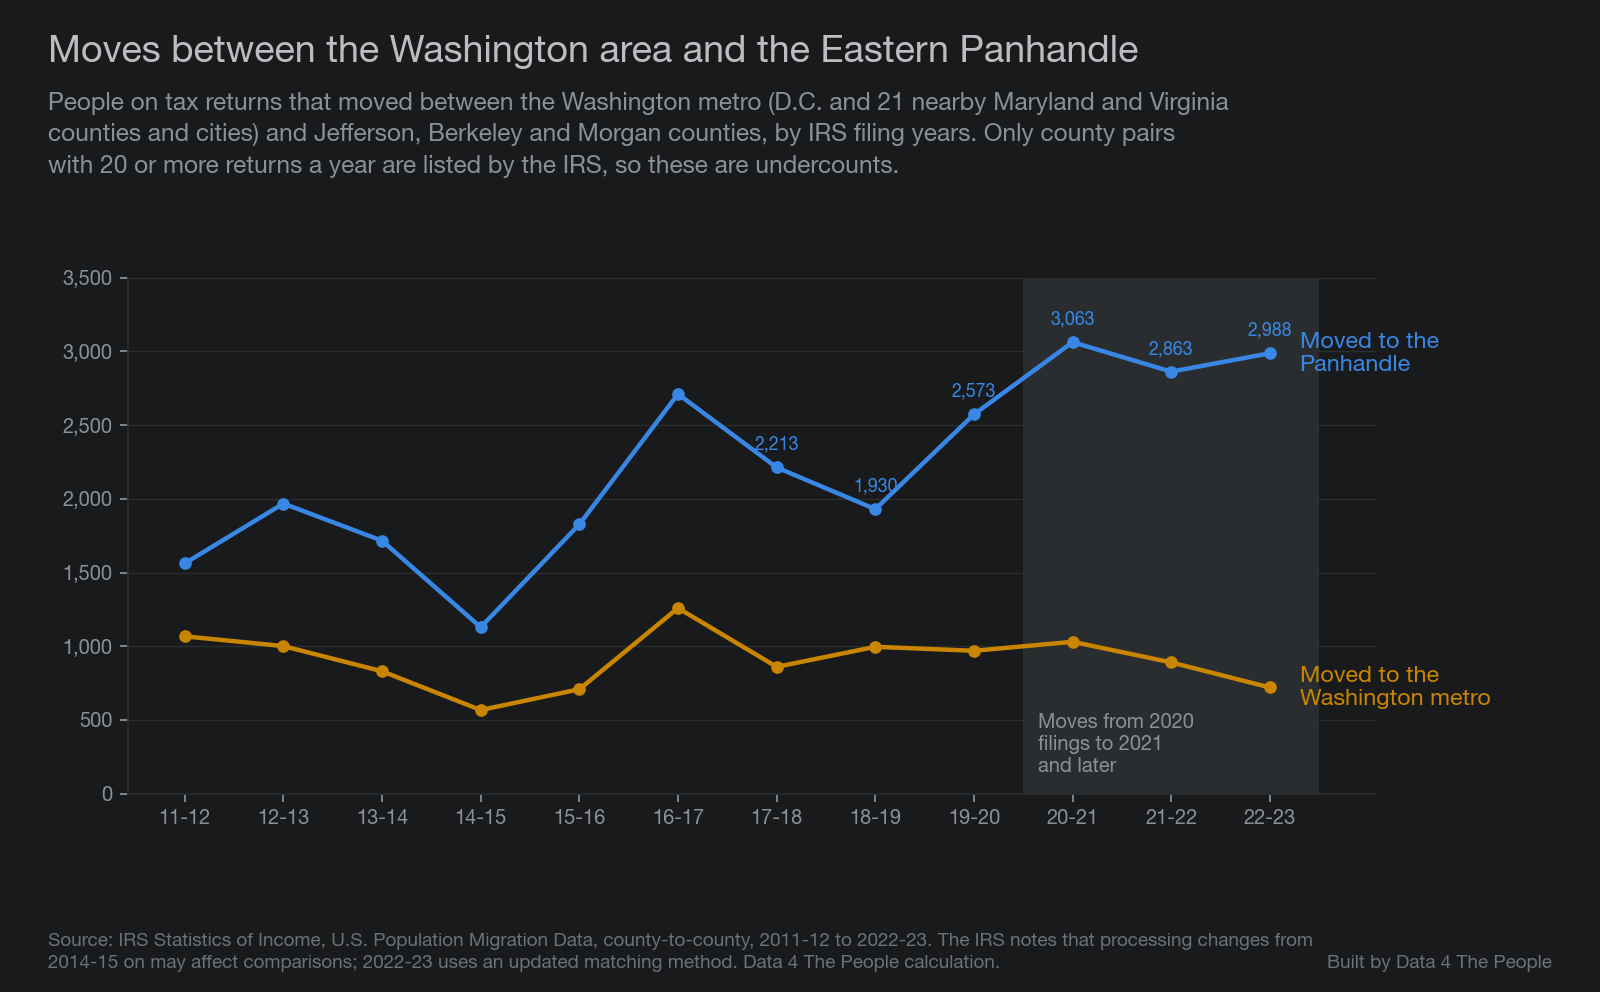 Moves between the Washington area and the Eastern Panhandle
People on tax returns that moved between the Washington metro (D.C. and 21 nearby Maryland and Virginia
counties and cities) and Jefferson, Berkeley and Morgan counties, by IRS filing years. Only county pairs
with 20 or more returns a year are listed by the IRS, so these are undercounts.
3,500
3,000
2,500
2,000
1,500
1,000
500
0
2,213
1,930
2,573
3,063
2,863
2,988
Moved to the
Panhandle
Moved to the
Washington metro
Moves from 2020
filings to 2021
and later
11-12 12-13 13-14 14-15 15-16 16-17 17-18 18-19 19-20 20-21 21-22 22-23
Source: IRS Statistics of Income, U.S. Population Migration Data, county-to-county, 2011-12 to 2022-23. The IRS notes that processing changes from
2014-15 on may affect comparisons; 2022-23 uses an updated matching method. Data 4 The People calculation.
Built by Data 4 The People